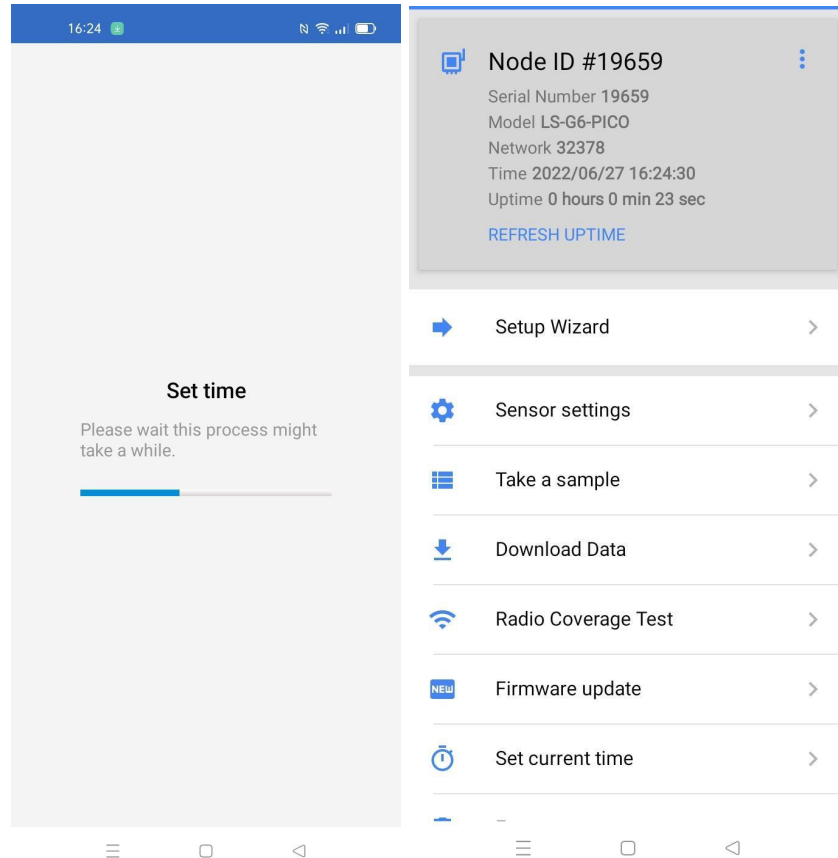 16:24
Set time
Please wait this process might
take a while.
Node ID #19659
Serial Number 19659
Model LS-G6-PICO
Network 32378
Time 2022/06/27 16:24:30
Uptime 0 hours 0 min 23 sec
REFRESH UPTIME
Setup Wizard
Sensor settings
Take a sample
Download Data
Radio Coverage Test
NEW
Firmware update
Set current time